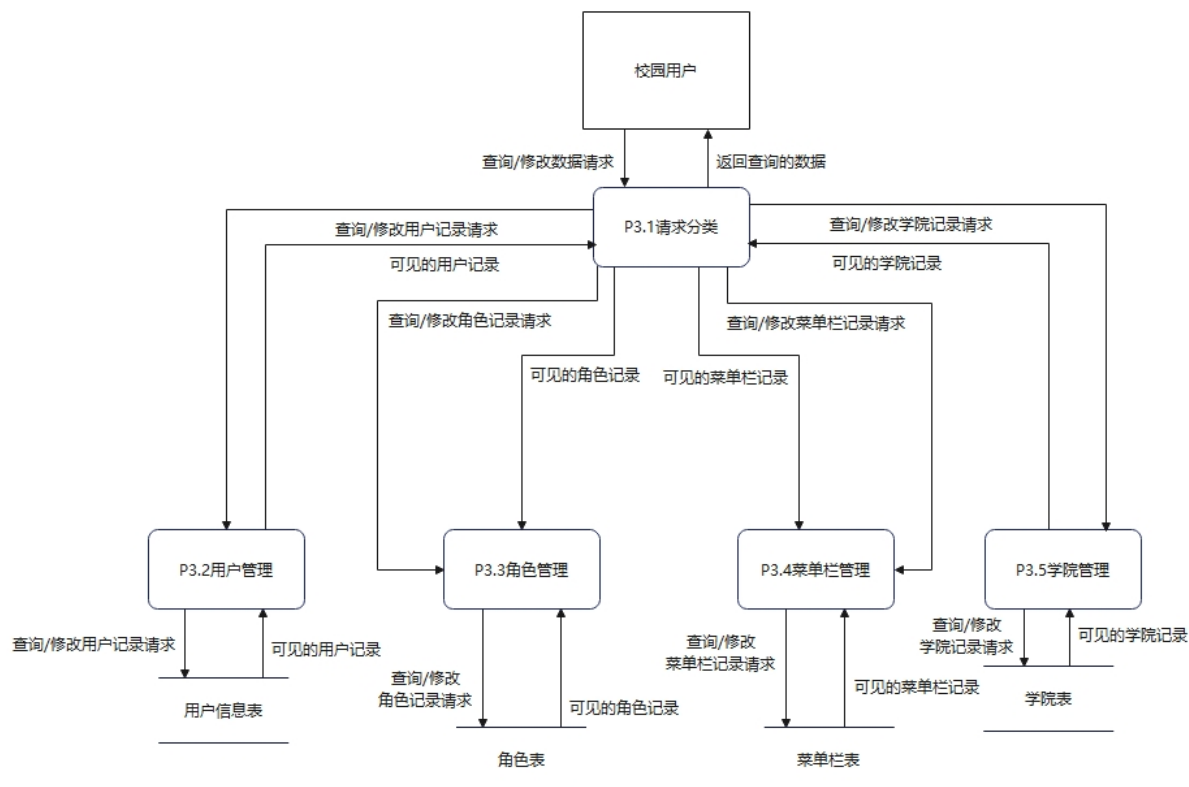 校园用户
查询/修改数据请求
返回查询的数据
P3.1请求分类
查询/修改用户记录请求
可见的用户记录
查询/修改学院记录请求
可见的学院记录
查询/修改角色记录请求
查询/修改菜单栏记录请求
可见的角色记录
可见的菜单栏记录
P3.2用户管理
P3.3角色管理
P3.4菜单栏管理
P3.5学院管理
查询/修改用户记录请求
可见的用户记录
查询/修改
角色记录请求
可见的角色记录
查询/修改
菜单栏记录请求
可见的菜单栏记录
查询/修改
学院记录请求
可见的学院记录
用户信息表
角色表
菜单栏表
学院表